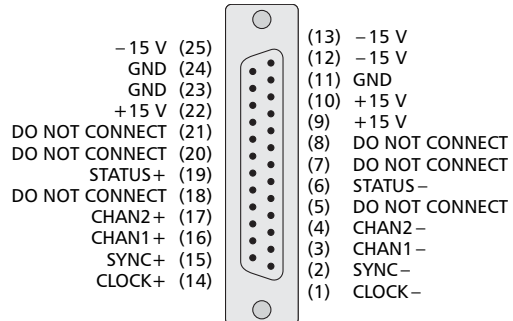 −15 V (25)
GND (24)
GND (23)
+15 V (22)
DO NOT CONNECT (21)
DO NOT CONNECT (20)
STATUS+ (19)
DO NOT CONNECT (18)
CHAN2+ (17)
CHAN1+ (16)
SYNC+ (15)
CLOCK+ (14)
(13) −15 V
(12) −15 V
(11) GND
(10) +15 V
(9) +15 V
(8) DO NOT CONNECT
(7) DO NOT CONNECT
(6) STATUS−
(5) DO NOT CONNECT
(4) CHAN2−
(3) CHAN1−
(2) SYNC−
(1) CLOCK−